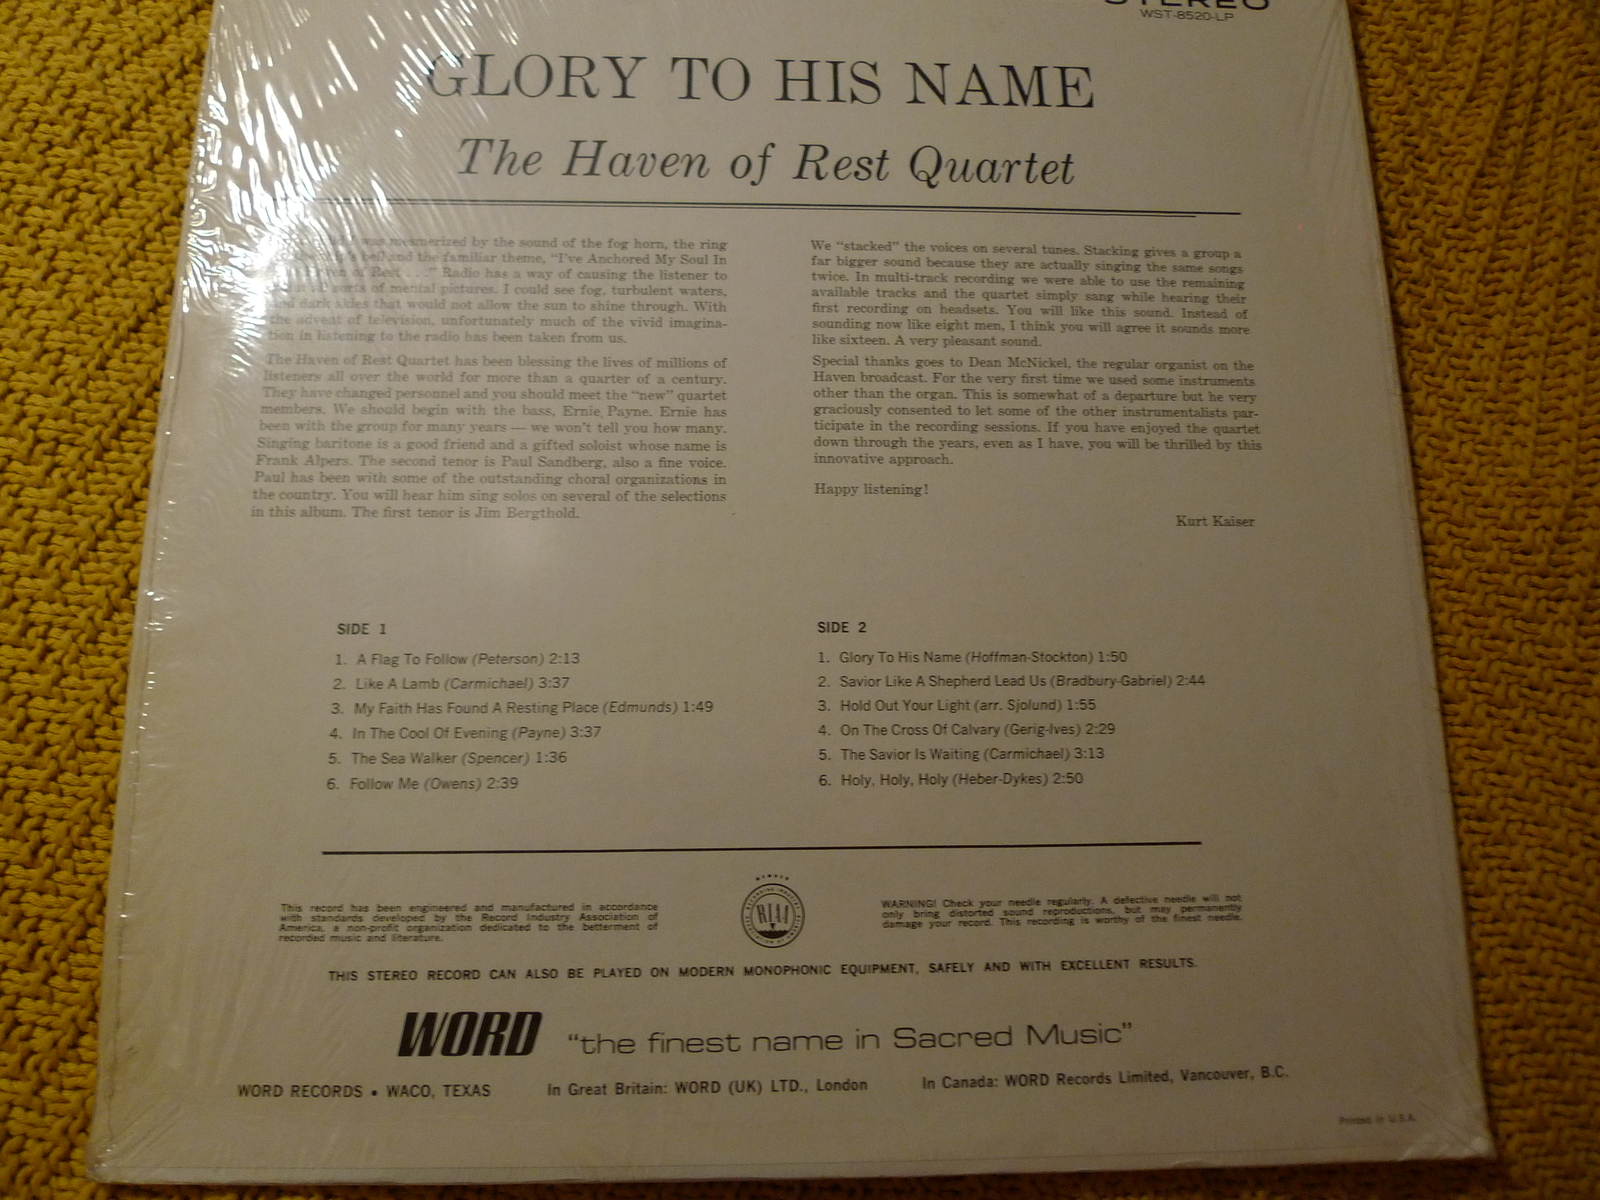 STEREO
WST-8520-LP
GLORY TO HIS NAME
The Haven of Rest Quartet
was mesmerized by the sound of the fog horn, the ring
bell and the familiar theme, “I’ve Anchored My Soul In
of Rest . . .” Radio has a way of causing the listener to
sorts of mental pictures. I could see fog, turbulent waters,
and dark skies that would not allow the sun to shine through. With
the advent of television, unfortunately much of the vivid imagina-
tion in listening to the radio has been taken from us.
The Haven of Rest Quartet has been blessing the lives of millions of
listeners all over the world for more than a quarter of a century.
They have changed personnel and you should meet the “new” quartet
members. We should begin with the bass, Ernie Payne. Ernie has
been with the group for many years — we won’t tell you how many.
Singing baritone is a good friend and a gifted soloist whose name is
Frank Alpers. The second tenor is Paul Sandberg, also a fine voice.
Paul has been with some of the outstanding choral organizations in
the country. You will hear him sing solos on several of the selections
in this album. The first tenor is Jim Bergthold.
We “stacked” the voices on several tunes. Stacking gives a group a
far bigger sound because they are actually singing the same songs
twice. In multi-track recording we were able to use the remaining
available tracks and the quartet simply sang while hearing their
first recording on headsets. You will like this sound. Instead of
sounding now like eight men, I think you will agree it sounds more
like sixteen. A very pleasant sound.
Special thanks goes to Dean McNickel, the regular organist on the
Haven broadcast. For the very first time we used some instruments
other than the organ. This is somewhat of a departure but he very
graciously consented to let some of the other instrumentalists par-
ticipate in the recording sessions. If you have enjoyed the quartet
down through the years, even as I have, you will be thrilled by this
innovative approach.
Happy listening!
Kurt Kaiser
SIDE 1
1. A Flag To Follow (Peterson) 2:13
2. Like A Lamb (Carmichael) 3:37
3. My Faith Has Found A Resting Place (Edmunds) 1:49
4. In The Cool Of Evening (Payne) 3:37
5. The Sea Walker (Spencer) 1:36
6. Follow Me (Owens) 2:39
SIDE 2
1. Glory To His Name (Hoffman-Stockton) 1:50
2. Savior Like A Shepherd Lead Us (Bradbury-Gabriel) 2:44
3. Hold Out Your Light (arr. Sjolund) 1:55
4. On The Cross Of Calvary (Gerig-Ives) 2:29
5. The Savior Is Waiting (Carmichael) 3:13
6. Holy, Holy, Holy (Heber-Dykes) 2:50
This record has been engineered and manufactured in accordance
with standards developed by the Record Industry Association of
America, a non-profit organization dedicated to the betterment of
recorded music and literature.
MEMBER
RIAA
WARNING! Check your needle regularly. A defective needle will not
only bring distorted sound reproductions, but may permanently
damage your record. This recording is worthy of the finest needle.
THIS STEREO RECORD CAN ALSO BE PLAYED ON MODERN MONOPHONIC EQUIPMENT, SAFELY AND WITH EXCELLENT RESULTS.
WORD “the finest name in Sacred Music”
WORD RECORDS • WACO, TEXAS In Great Britain: WORD (UK) LTD., London In Canada: WORD Records Limited, Vancouver, B.C.
Printed in U.S.A.